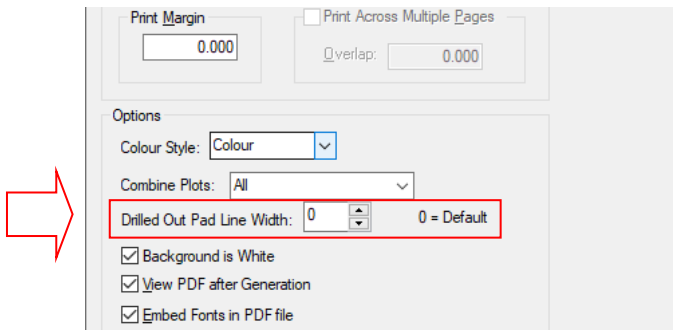 Print Margin
Print Across Multiple Pages
0.000
Overlap:
0.000
Options
Colour Style: Colour
Combine Plots: All
Drilled Out Pad Line Width: 0 0 = Default
Background is White
View PDF after Generation
Embed Fonts in PDF file